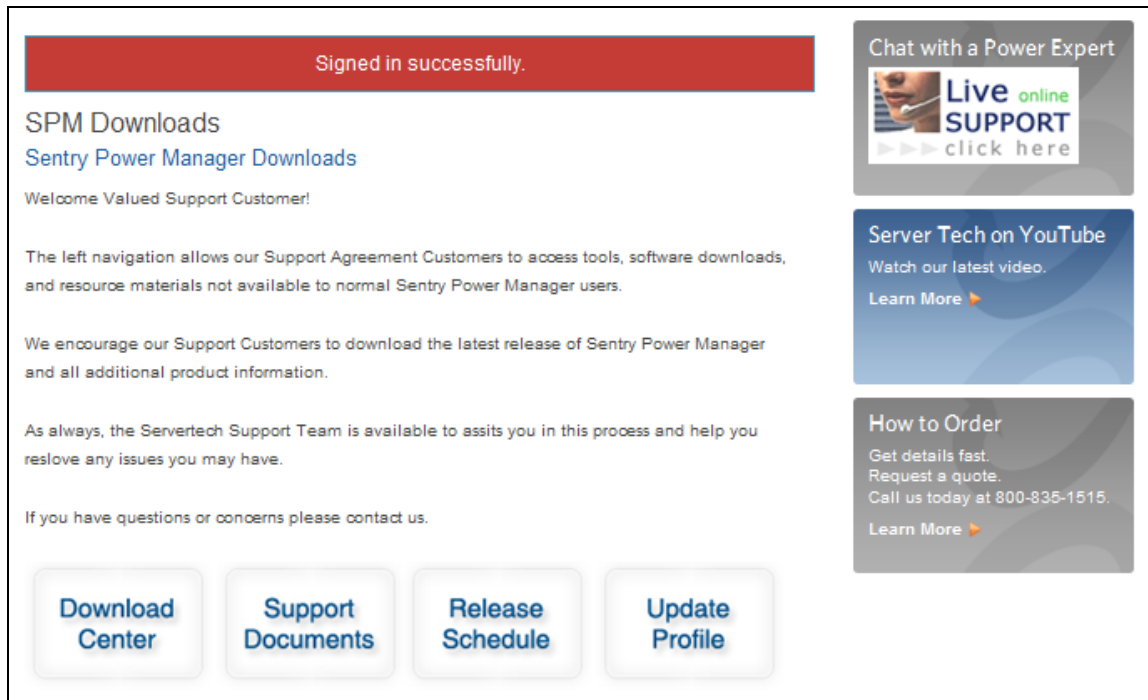 Signed in successfully.
SPM Downloads
Sentry Power Manager Downloads
Welcome Valued Support Customer!
The left navigation allows our Support Agreement Customers to access tools, software downloads,
and resource materials not available to normal Sentry Power Manager users.
We encourage our Support Customers to download the latest release of Sentry Power Manager
and all additional product information.
As always, the Servertech Support Team is available to assits you in this process and help you
reslove any issues you may have.
If you have questions or concerns please contact us.
Download
Center
Support
Documents
Release
Schedule
Update
Profile
Chat with a Power Expert
Live online
SUPPORT
click here
Server Tech on YouTube
Watch our latest video.
Learn More
How to Order
Get details fast.
Request a quote.
Call us today at 800-835-1515.
Learn More